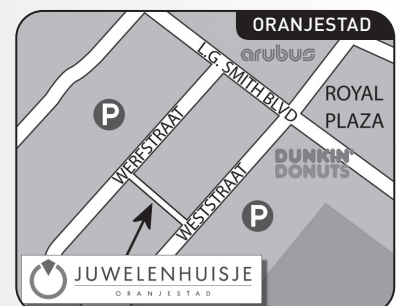 ORANJESTAD
arubus
L.G. SMITH BLVD
ROYAL
PLAZA
P
WERFSTRAAT
DUNKIN'
DONUTS
WESTSTRAAT
P
JUWELENHUISJE
ORANJESTAD